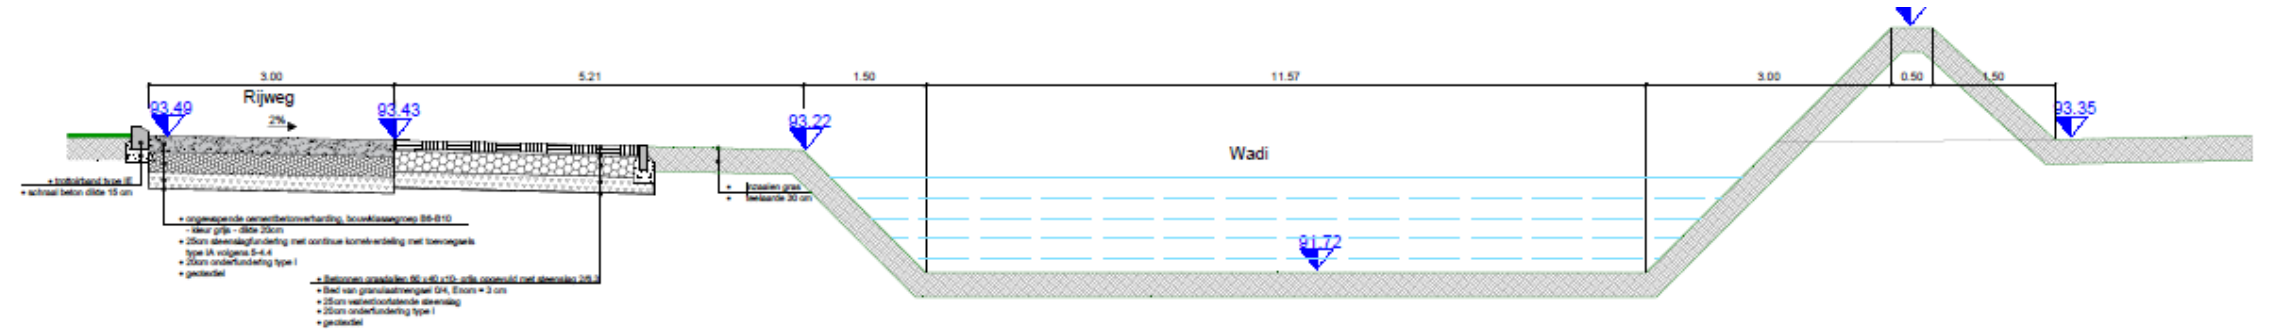 3.00
5.21
1.50
11.57
3.00
0.50
1,50
Rijweg
93.49
93.43
2%
93.22
93.35
Wadi
91.72
+ trottoirband type IE
+ schraal beton dikte 15 cm
+ Inzaaien gras
+ teelaarde 30 cm
+ ongewapende cementbetonverharding, bouwklassegroep B6-B10
- kleur grijs - dikte 20cm
+ 25cm steenslagfundering met continue korrelverdeling met toevoegsels
type IA volgens 5-4.4
+ 20cm onderfundering type I
+ geotextiel
+ Betonnen grasdallen 60 x40 x10- grijs opgevuld met steenslag 2/6.3
+ Bed van granulaatmengsel 0/4, Enom = 3 cm
+ 25cm waterdoorlatende steenslag
+ 20cm onderfundering type I
+ geotextiel